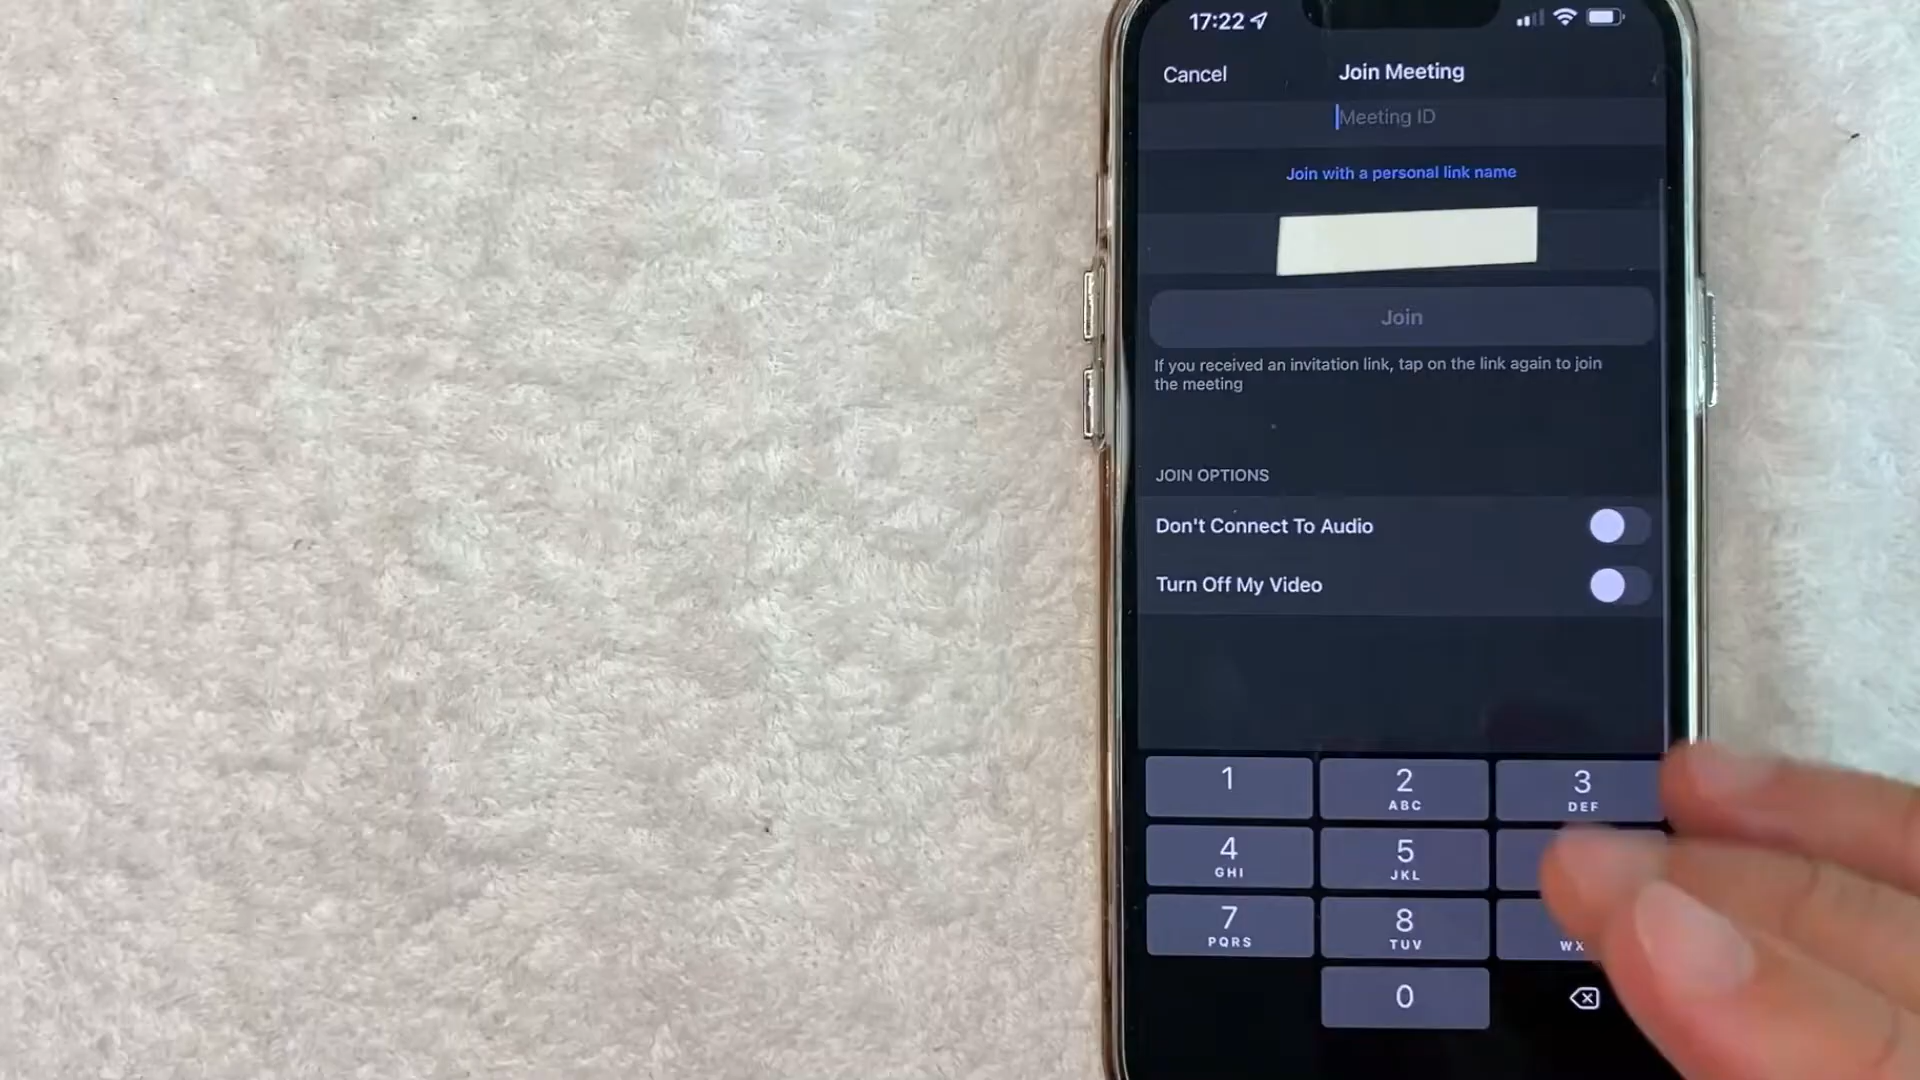 17:22
Cancel
Join Meeting
Meeting ID
Join with a personal link name
Join
If you received an invitation link, tap on the link again to join
the meeting
JOIN OPTIONS
Don't Connect To Audio
Turn Off My Video
1
2
ABC
3
DEF
4
GHI
5
JKL
7
PQRS
8
TUV
WX
0